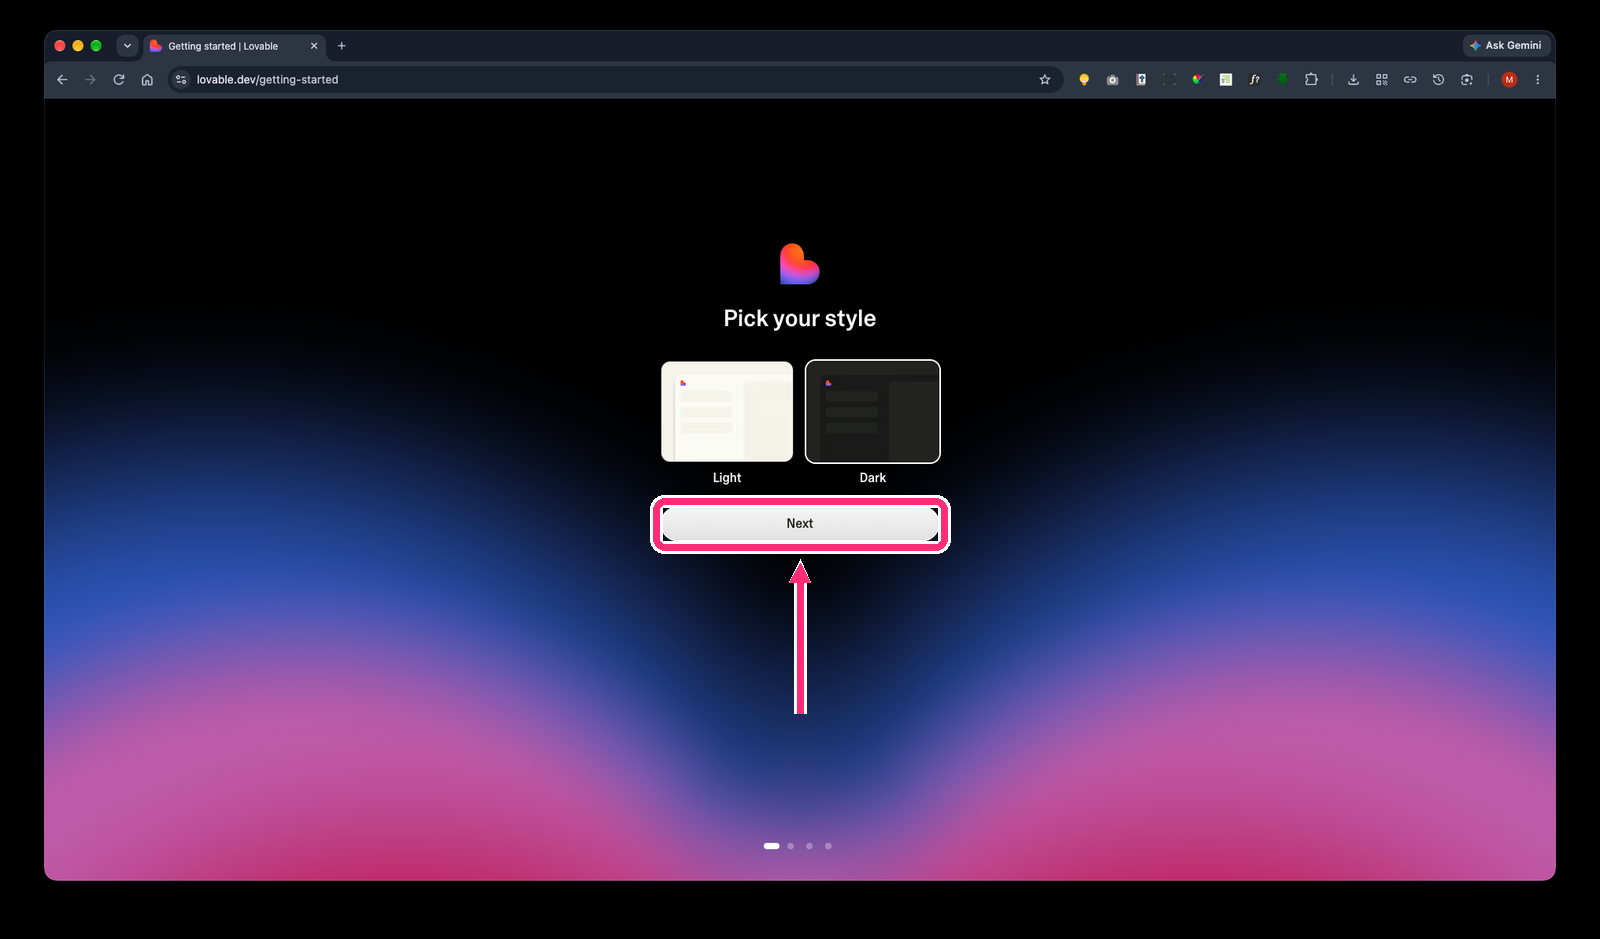 Getting started | Lovable
Ask Gemini
lovable.dev/getting-started
f?
M
Pick your style
Light
Dark
Next